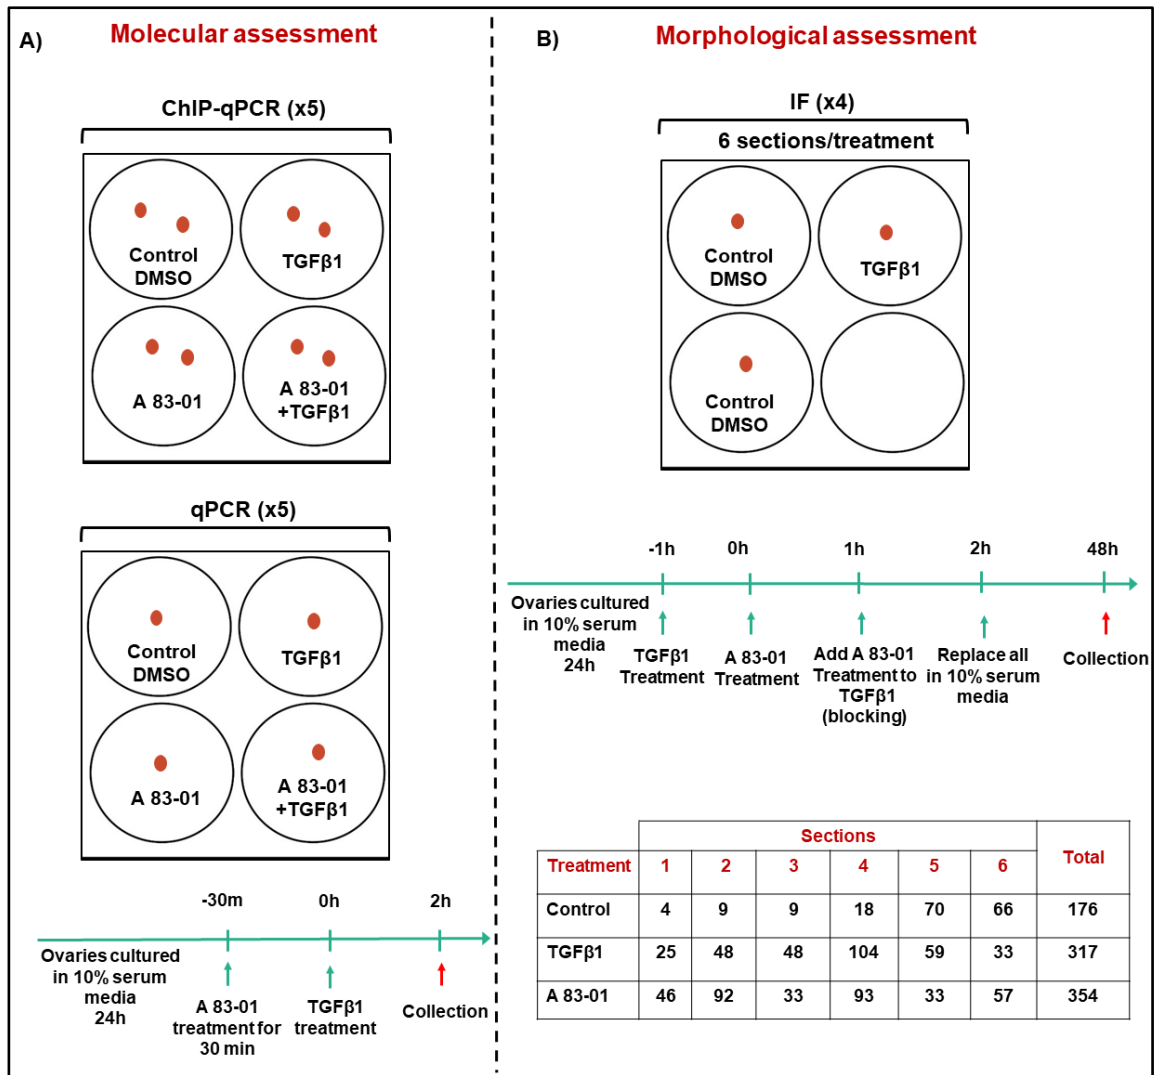 A)
Molecular assessment
ChIP-qPCR (x5)
Control
DMSO
TGFβ1
A 83-01
A 83-01
+TGFβ1
qPCR (x5)
Control
DMSO
TGFβ1
A 83-01
A 83-01
+TGFβ1
-30m
0h
2h
Ovaries cultured
in 10% serum
media
24h
A 83-01
treatment for
30 min
TGFβ1
treatment
Collection
B)
Morphological assessment
IF (x4)
6 sections/treatment
Control
DMSO
TGFβ1
Control
DMSO
-1h
0h
1h
2h
48h
Ovaries cultured
in 10% serum
media
24h
TGFβ1
Treatment
A 83-01
Treatment
Add A 83-01
Treatment to
TGFβ1
(blocking)
Replace all
in 10% serum
media
Collection
Sections
Total
Treatment 1 2 3 4 5 6
Control 4 9 9 18 70 66 176
TGFβ1 25 48 48 104 59 33 317
A 83-01 46 92 33 93 33 57 354